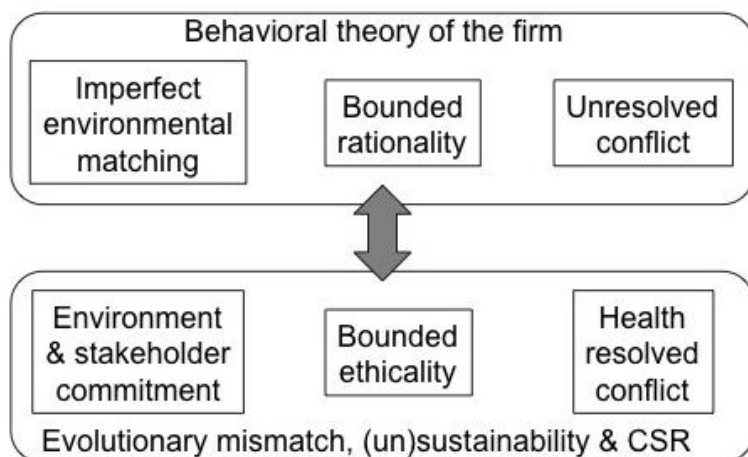 Behavioral theory of the firm
Imperfect
environmental
matching
Bounded
rationality
Unresolved
conflict
Environment
& stakeholder
commitment
Bounded
ethicality
Health
resolved
conflict
Evolutionary mismatch, (un)sustainability & CSR